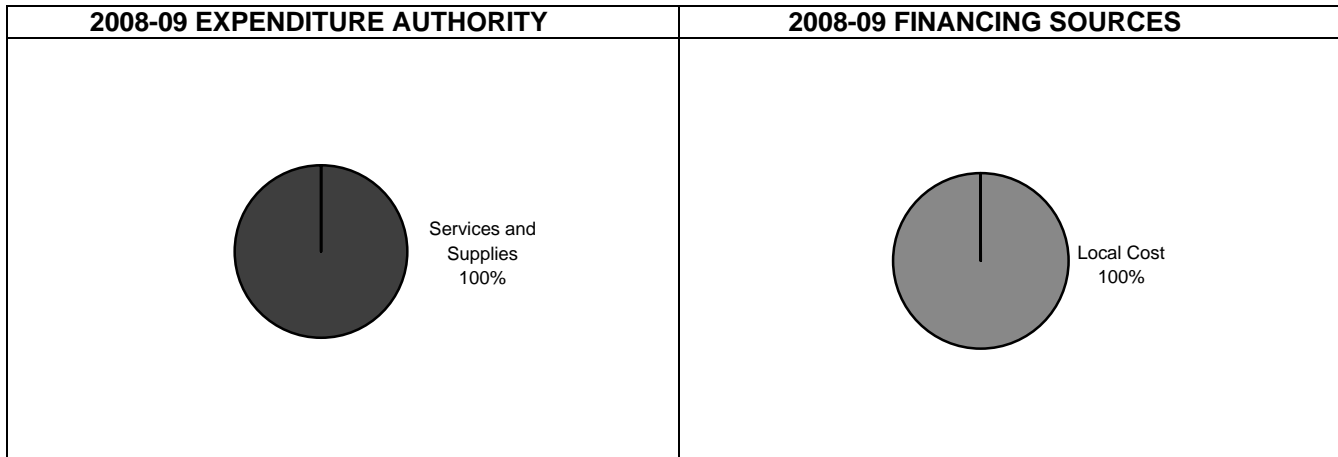 2008-09 EXPENDITURE AUTHORITY
2008-09 FINANCING SOURCES
Services and
Supplies
100%
Local Cost
100%